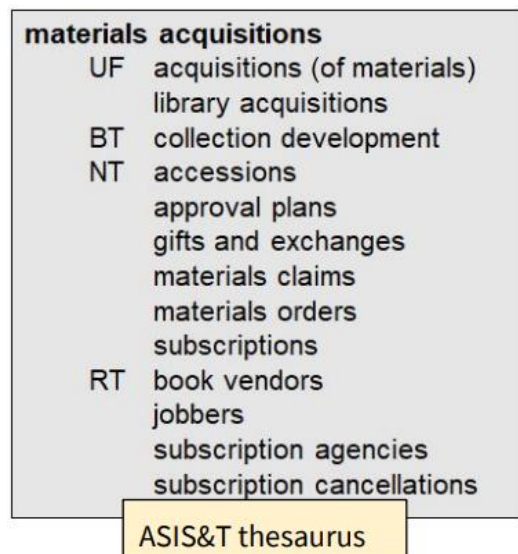 materials acquisitions
UF acquisitions (of materials)
library acquisitions
BT collection development
NT accessions
approval plans
gifts and exchanges
materials claims
materials orders
subscriptions
RT book vendors
jobbers
subscription agencies
subscription cancellations
ASIS&T thesaurus